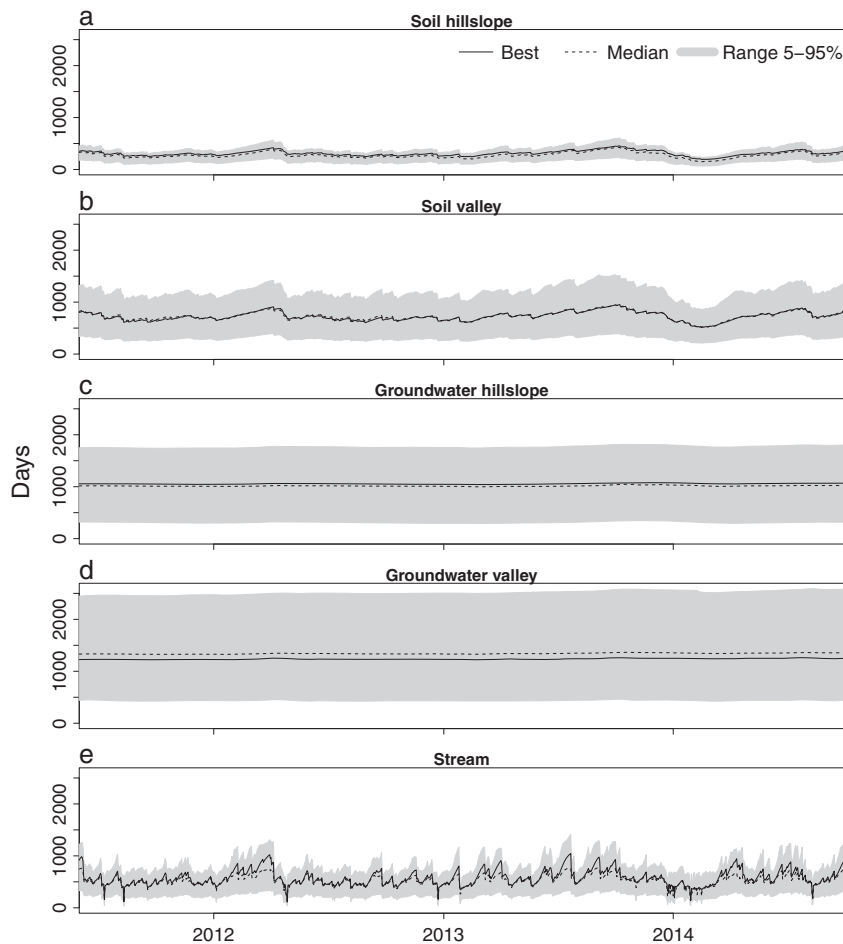 a
Soil hillslope
Best
Median
Range 5–95%
0
1000
2000
b
Soil valley
0
1000
2000
c
Groundwater hillslope
0
1000
2000
Days
d
Groundwater valley
0
1000
2000
e
Stream
0
1000
2000
2012
2013
2014